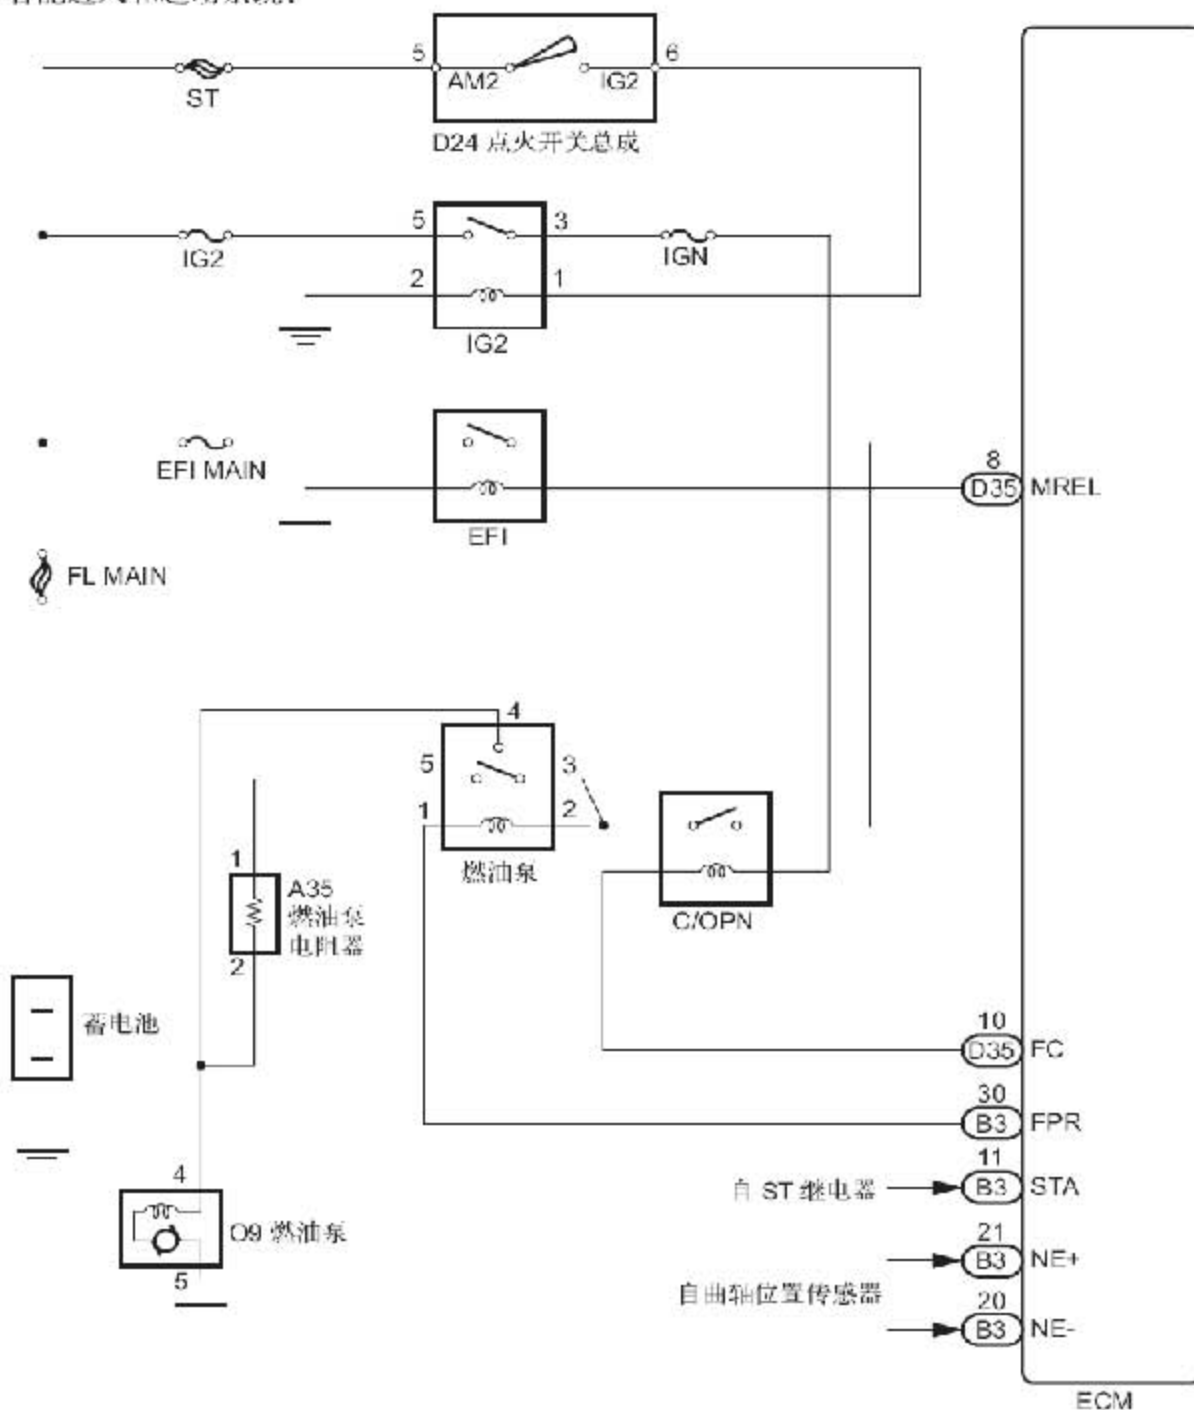 5
6
AM2
IG2
ST
D24 点火开关总成
5
3
IG2
IGN
2
1
IG2
8
EFI MAIN
D35
MREL
EFI
FL MAIN
4
5
3
1
2
燃油泵
1
A35
燃油泵
电阻器
C/OPN
2
蓄电池
10
D35
FC
30
B3
FPR
11
4
自 ST 继电器
B3
STA
O9 燃油泵
21
B3
NE+
5
自曲轴位置传感器
20
B3
NE-
ECM